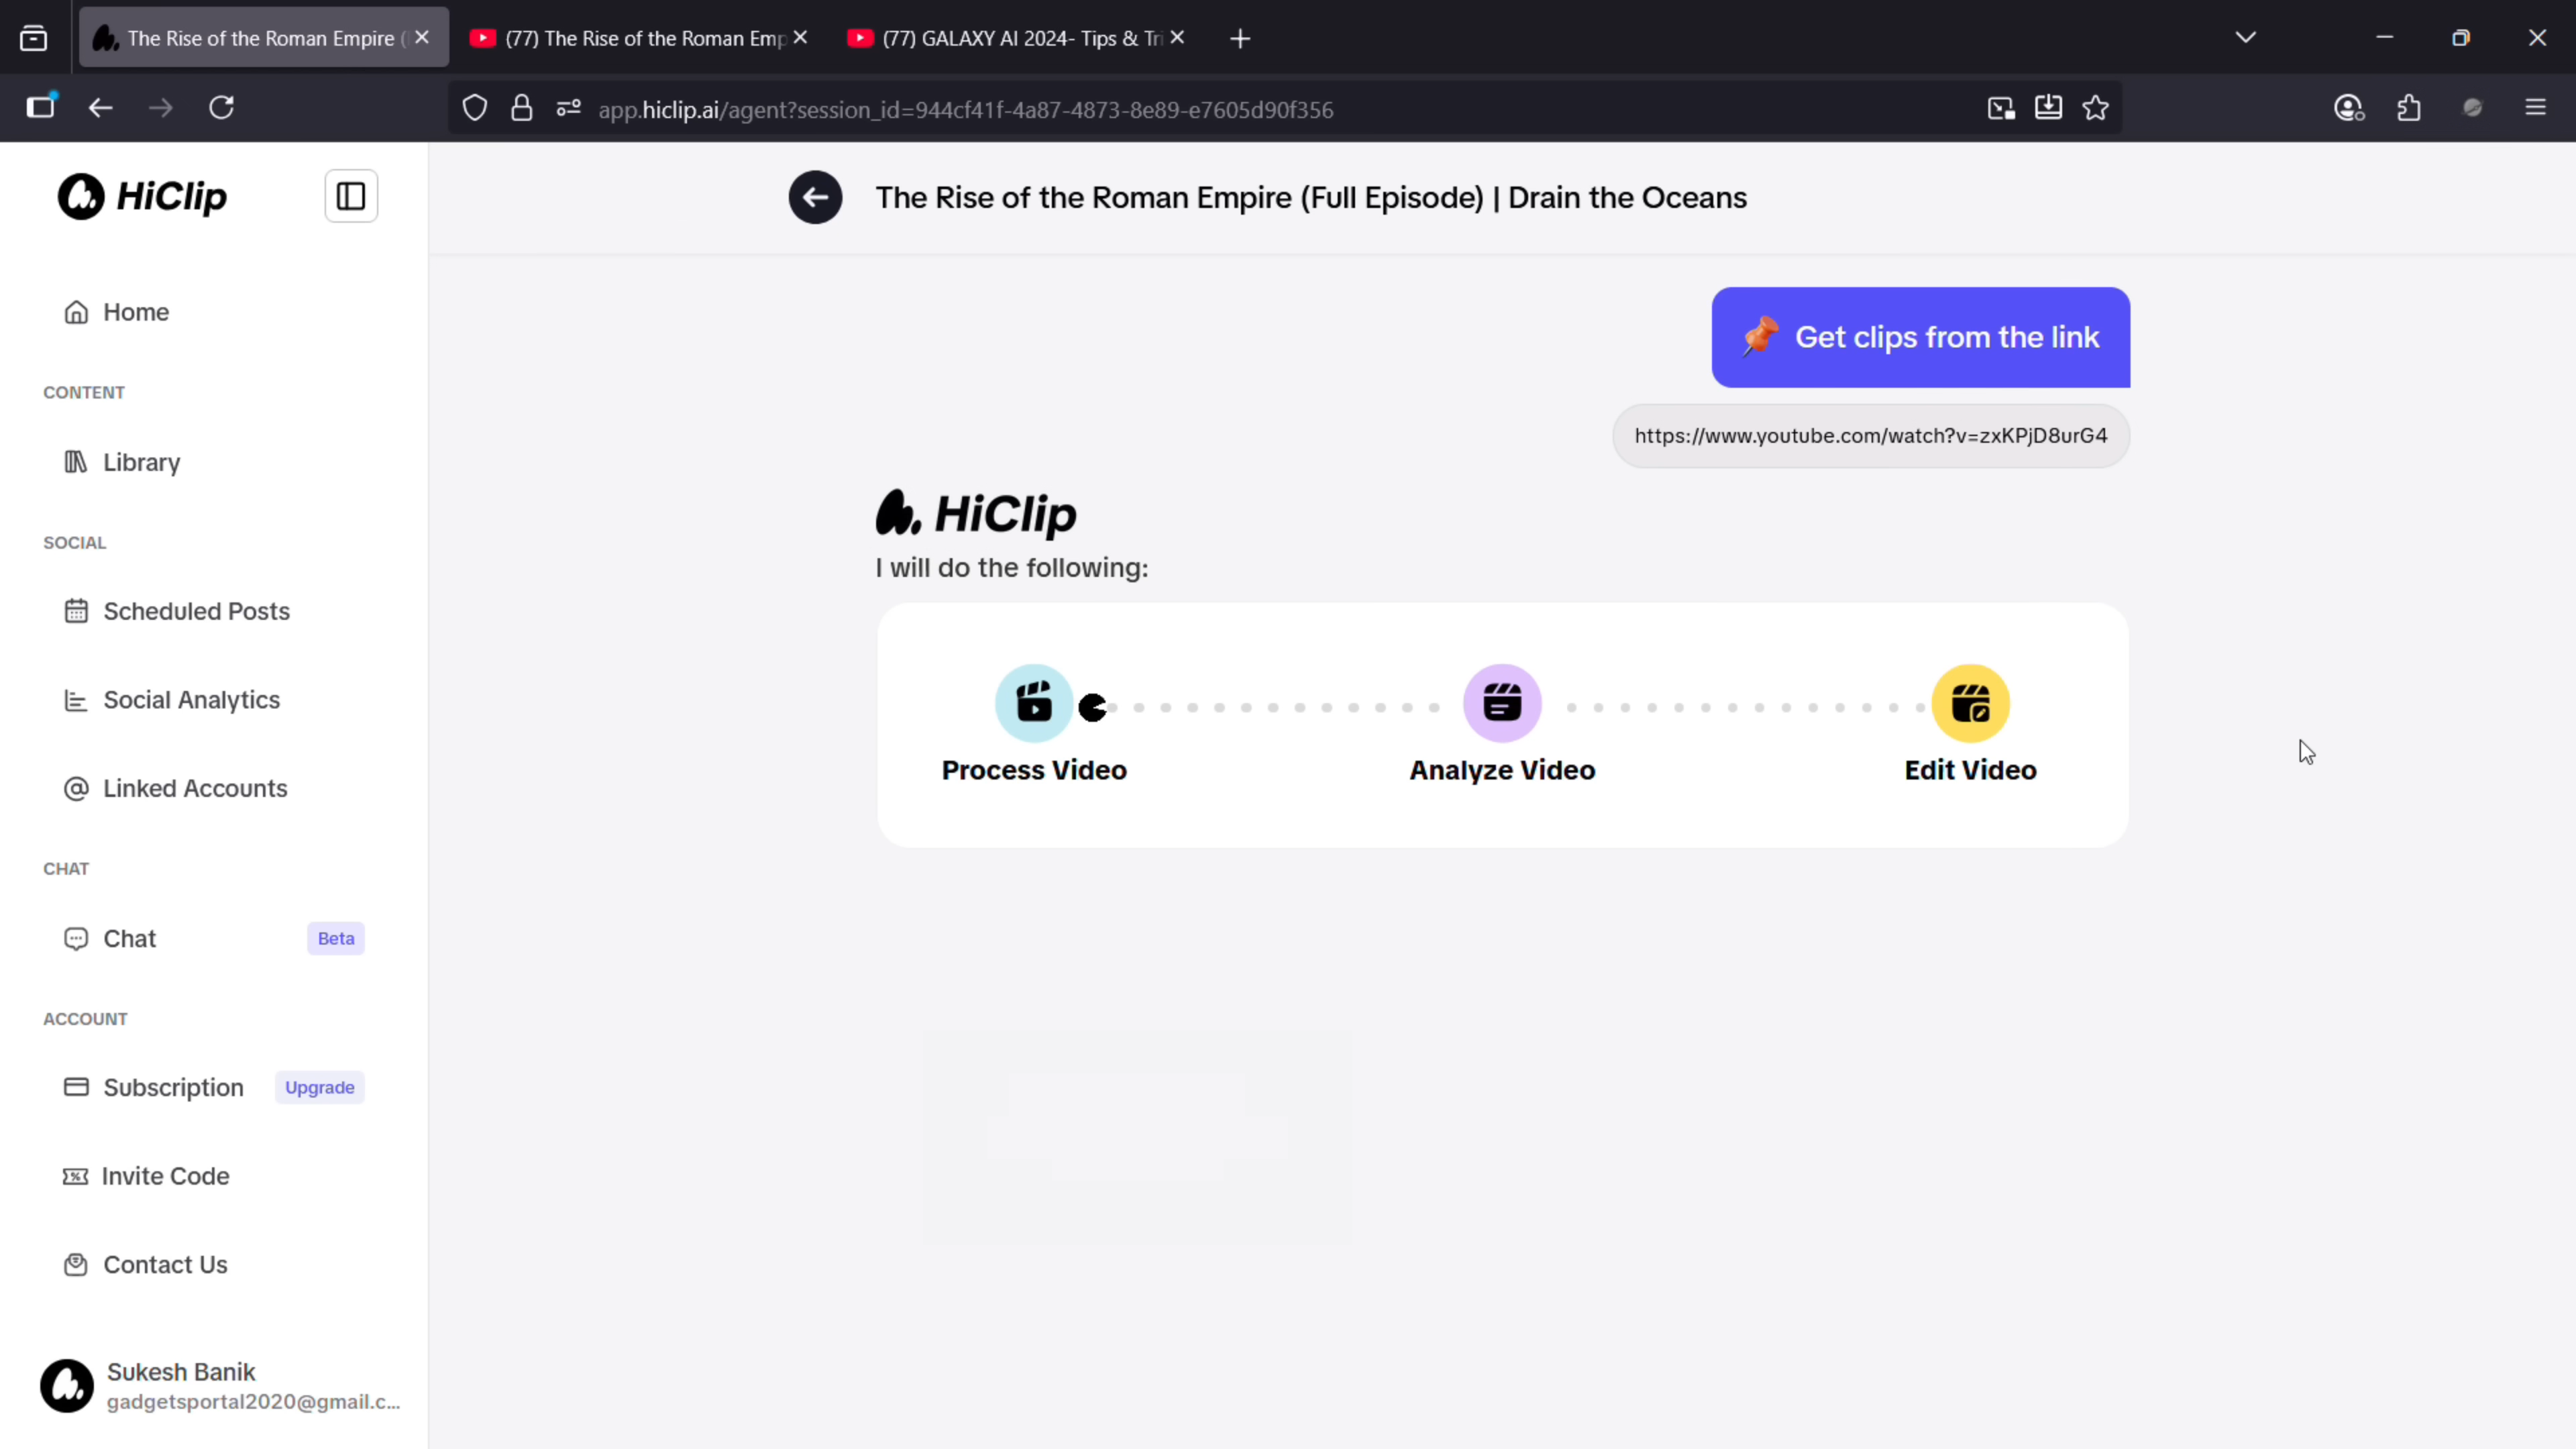 The Rise of the Roman Empire (
(77) The Rise of the Roman Emp
(77) GALAXY AI 2024- Tips & Tri
app.hiclip.ai/agent?session_id=944cf41f-4a87-4873-8e89-e7605d90f356
HiClip
The Rise of the Roman Empire (Full Episode) | Drain the Oceans
Home
CONTENT
Library
SOCIAL
Scheduled Posts
Social Analytics
Linked Accounts
CHAT
Chat Beta
ACCOUNT
Subscription Upgrade
Invite Code
Contact Us
Sukesh Banik
gadgetsportal2020@gmail.c...
Get clips from the link
https://www.youtube.com/watch?v=zxKPjD8urG4
HiClip
I will do the following:
Process Video
Analyze Video
Edit Video